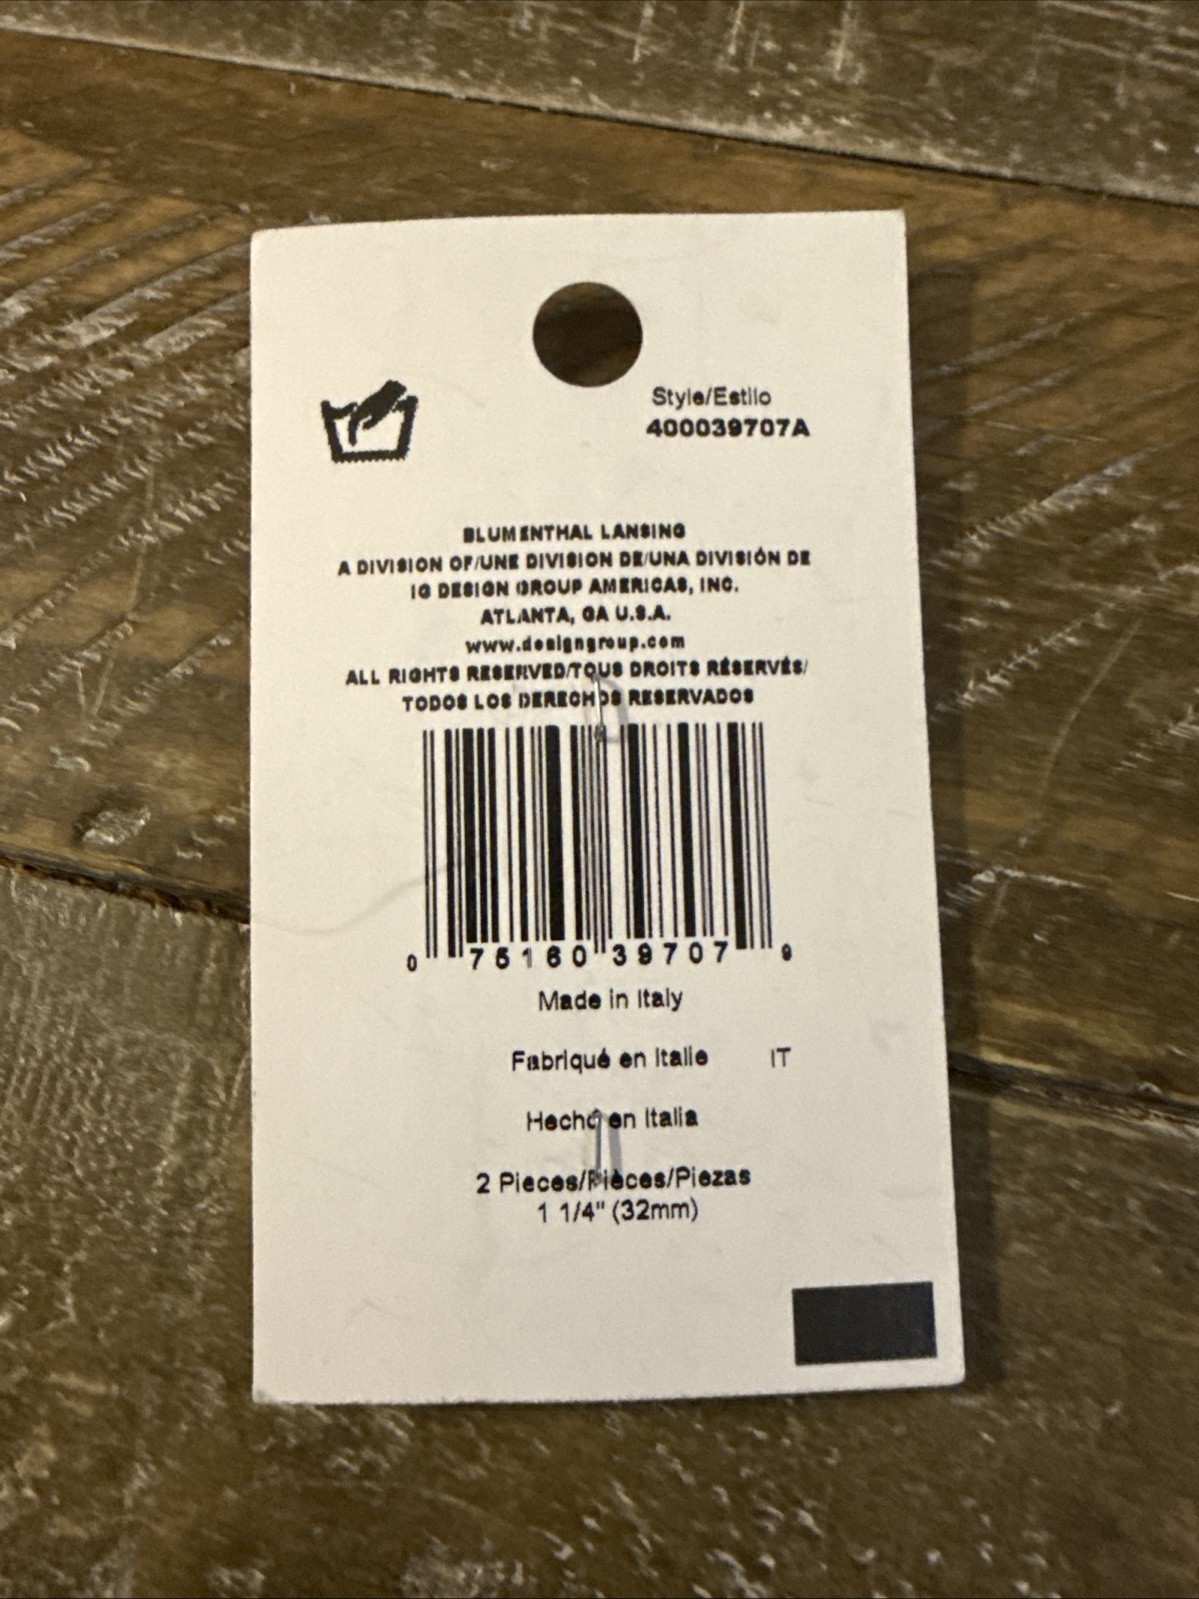 Style/Estilo
400039707A
BLUMENTHAL LANSING
A DIVISION OF/UNE DIVISION DE/UNA DIVISIÓN DE
IG DESIGN GROUP AMERICAS, INC.
ATLANTA, GA U.S.A.
www.designgroup.com
ALL RIGHTS RESERVED/TOUS DROITS RÉSERVÉS/
TODOS LOS DERECHOS RESERVADOS
0 75160 39707 9
Made in Italy
Fabriqué en Italie IT
Hecho en Italia
2 Pieces/Pièces/Piezas
1 1/4" (32mm)